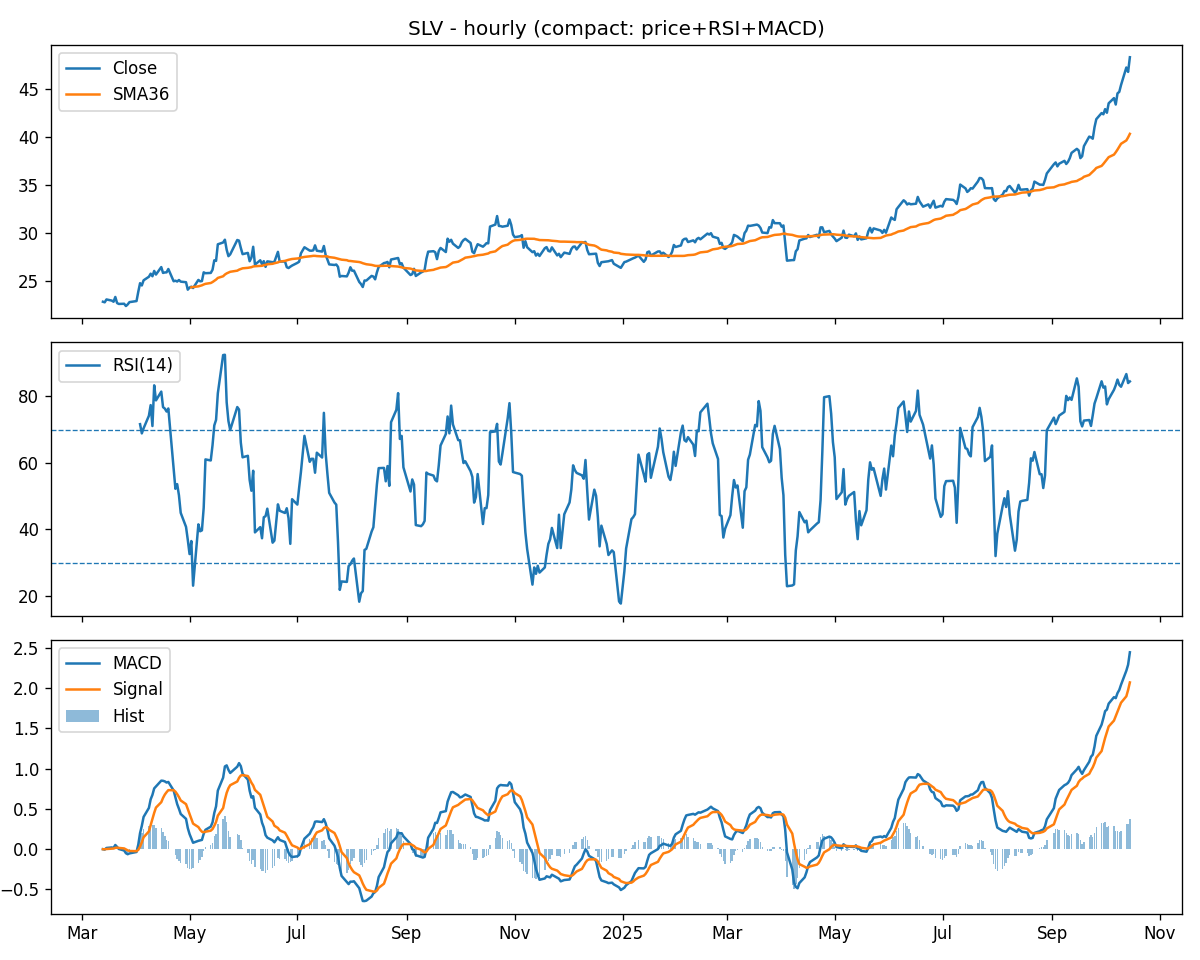 SLV - hourly (compact: price+RSI+MACD)
Close
SMA36
45
40
35
30
25
RSI(14)
80
60
40
20
MACD
Signal
Hist
2.5
2.0
1.5
1.0
0.5
0.0
−0.5
Mar May Jul Sep Nov 2025 Mar May Jul Sep Nov